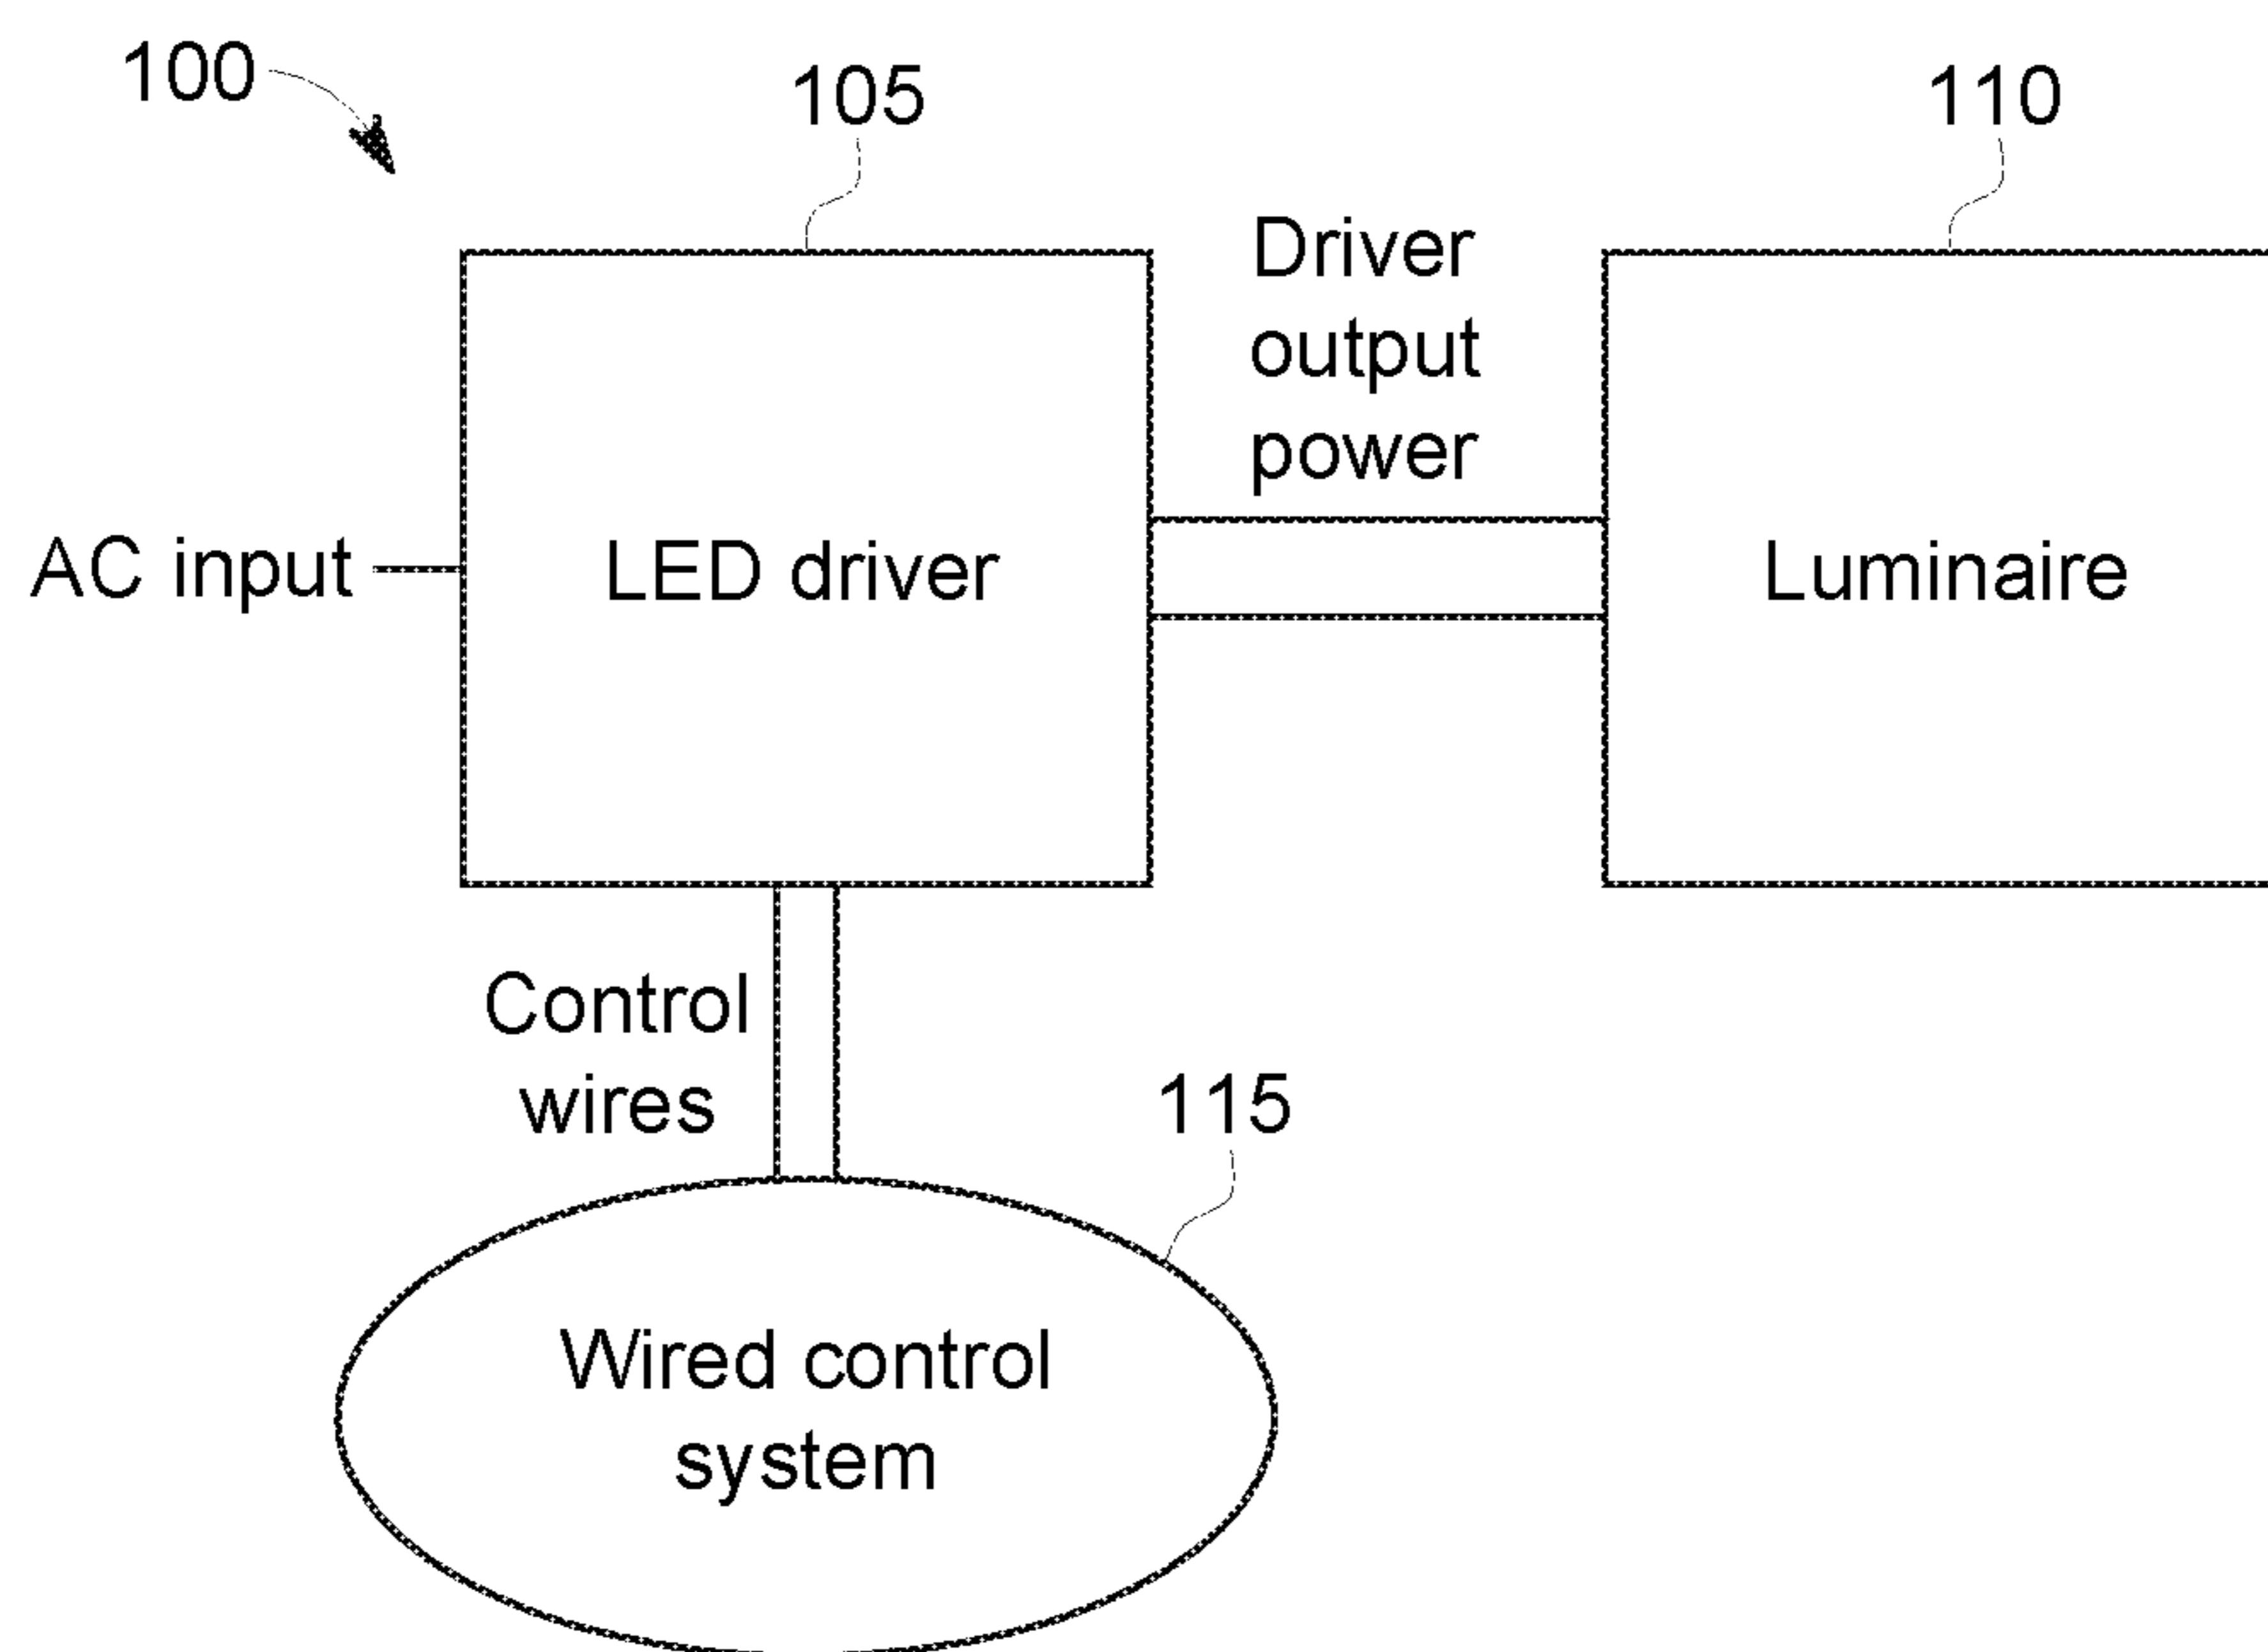 100
105
110
Driver
output
power
AC input
LED driver
Luminaire
Control
wires
115
Wired control
system